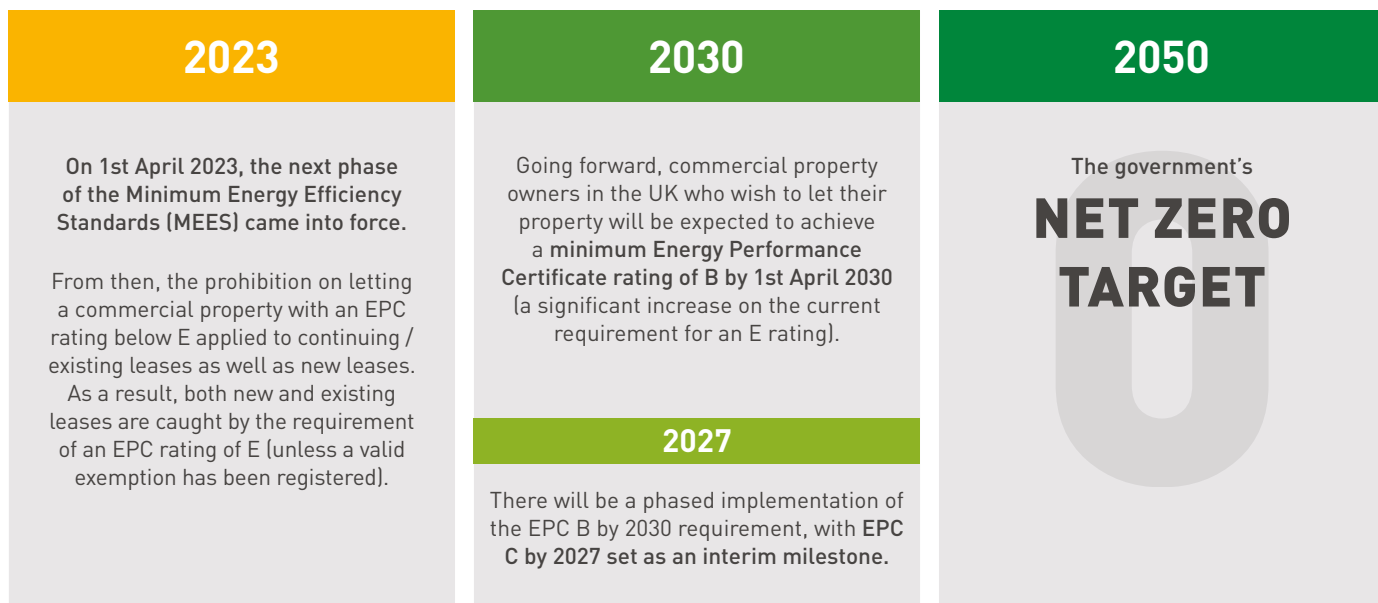 2023
On 1st April 2023, the next phase
of the Minimum Energy Efficiency
Standards (MEES) came into force.
From then, the prohibition on letting
a commercial property with an EPC
rating below E applied to continuing /
existing leases as well as new leases.
As a result, both new and existing
leases are caught by the requirement
of an EPC rating of E (unless a valid
exemption has been registered).
2030
Going forward, commercial property
owners in the UK who wish to let their
property will be expected to achieve
a minimum Energy Performance
Certificate rating of B by 1st April 2030
(a significant increase on the current
requirement for an E rating).
2027
There will be a phased implementation of
the EPC B by 2030 requirement, with EPC
C by 2027 set as an interim milestone.
2050
0
The government's
NET ZERO
TARGET